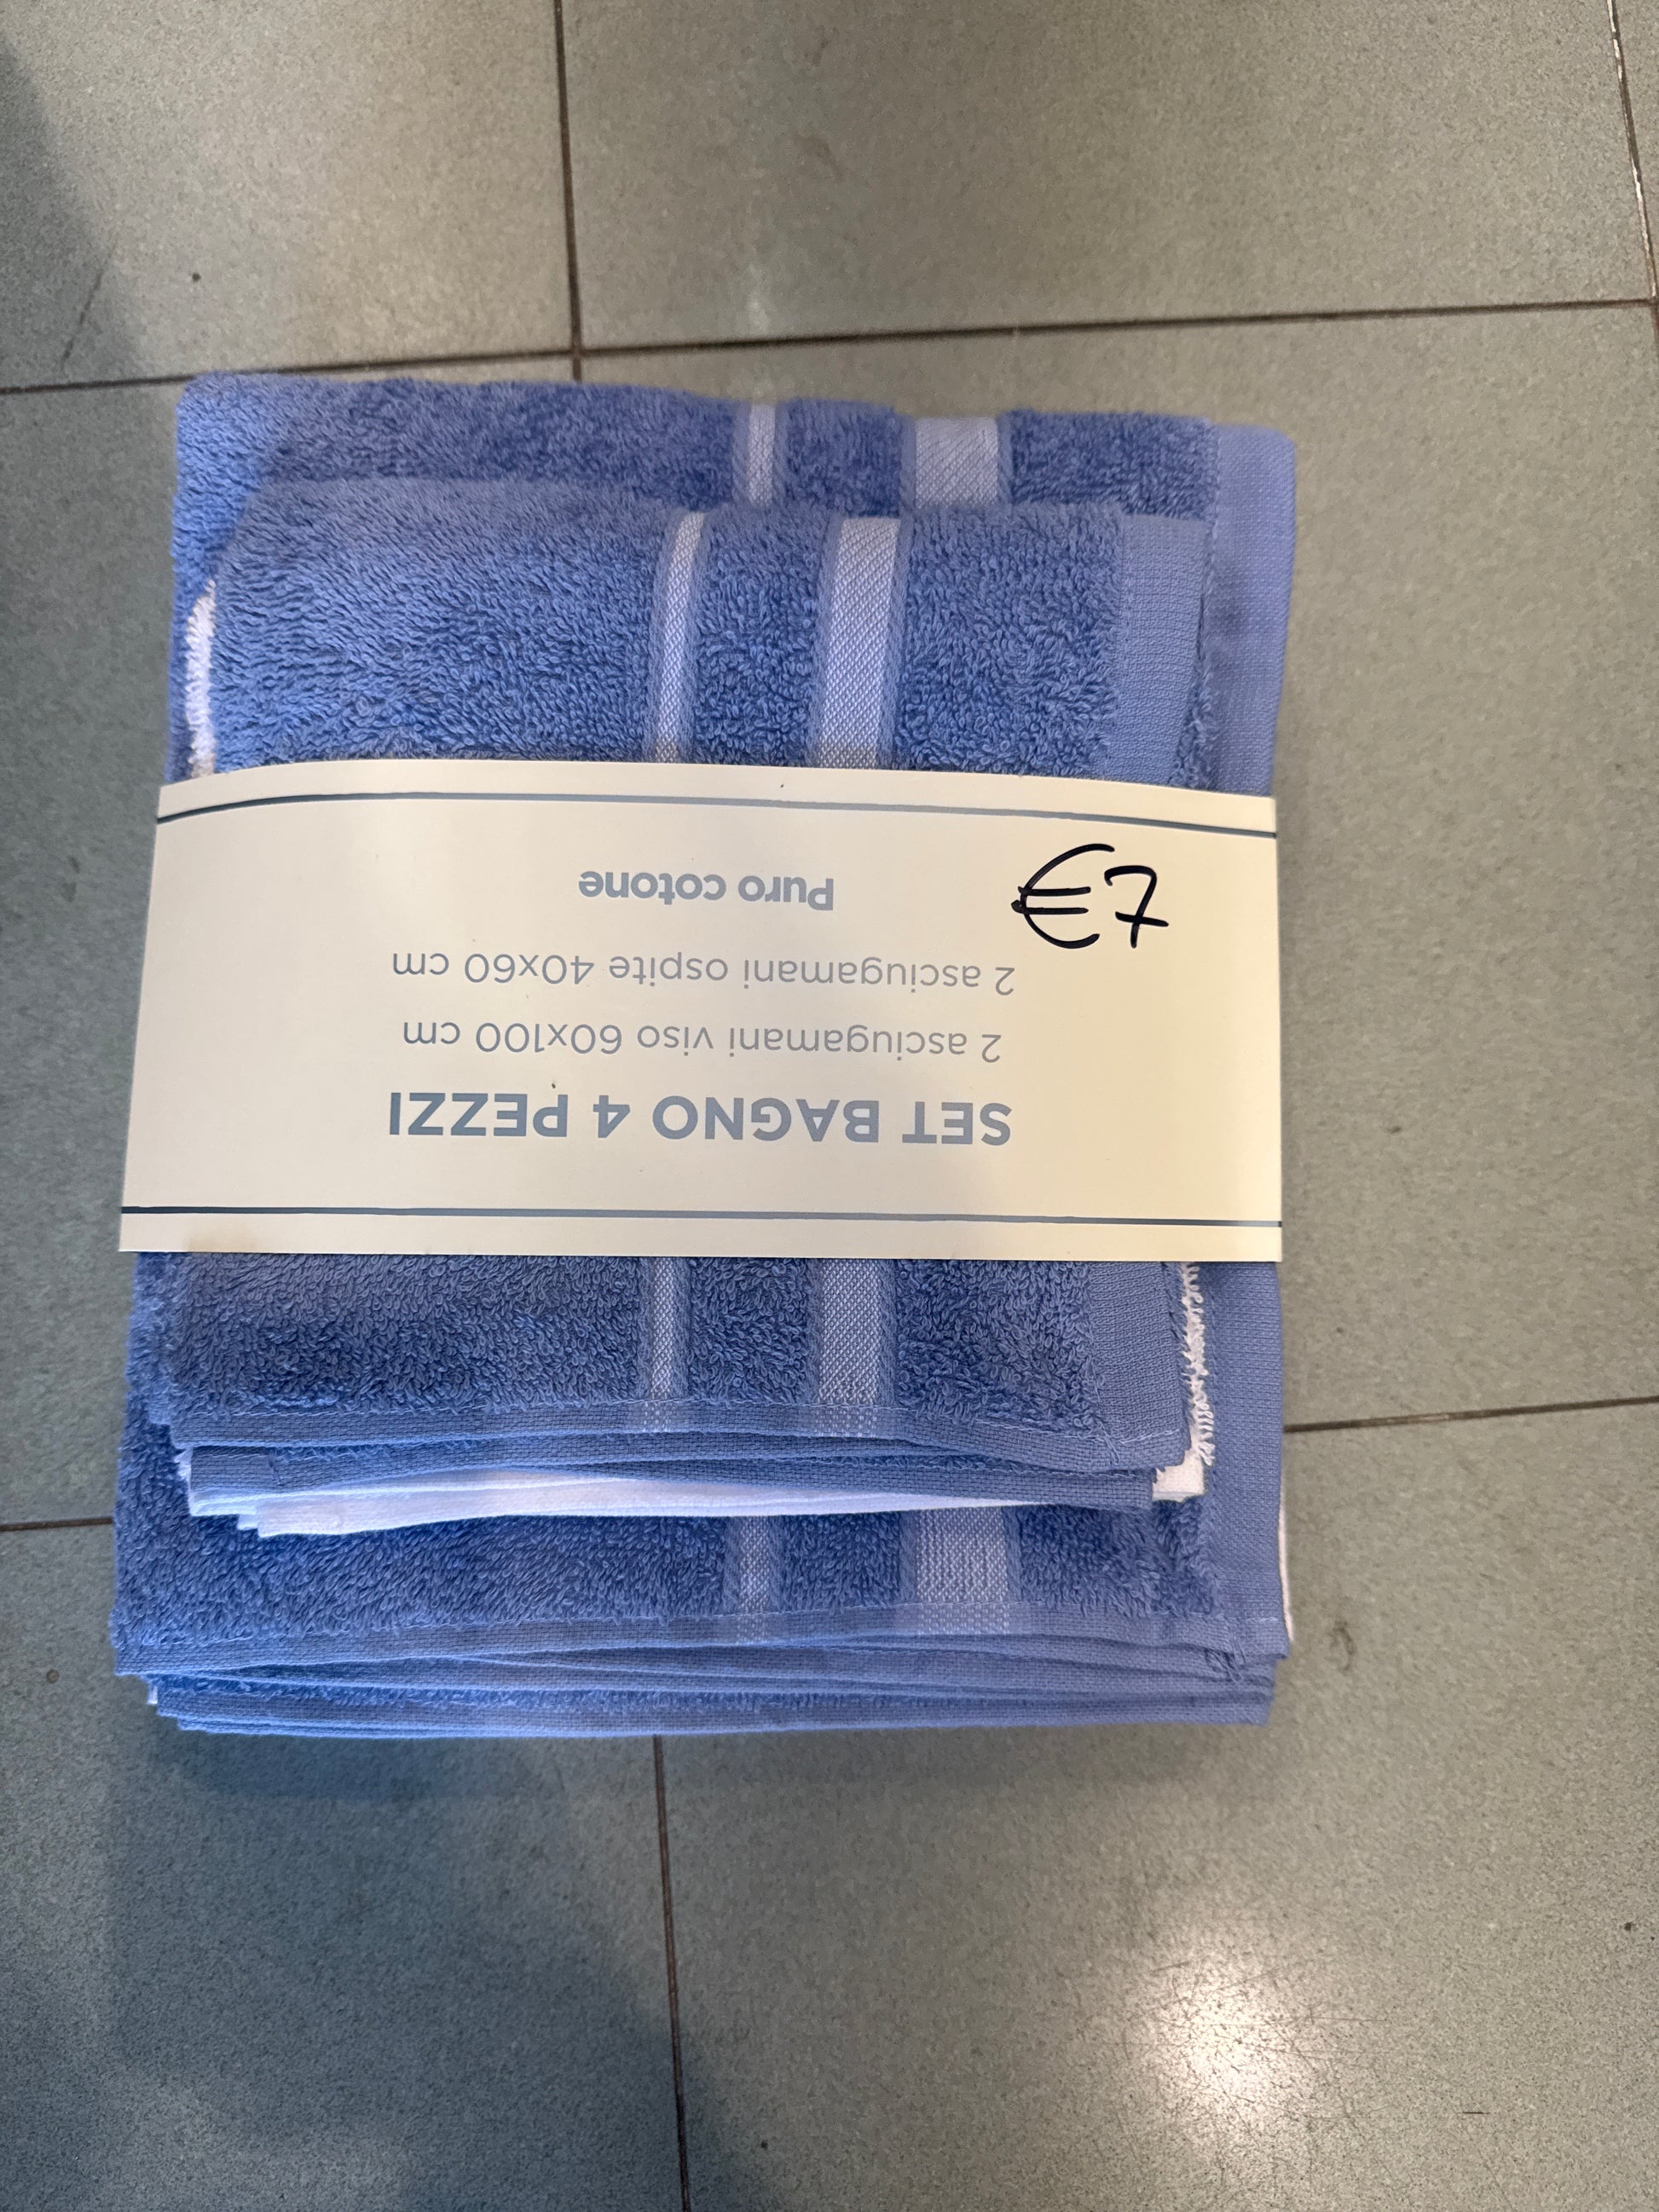 SET BAGNO 4 PEZZI
2 asciugamani viso 60x100 cm
2 asciugamani ospite 40x60 cm
Puro cotone
€7